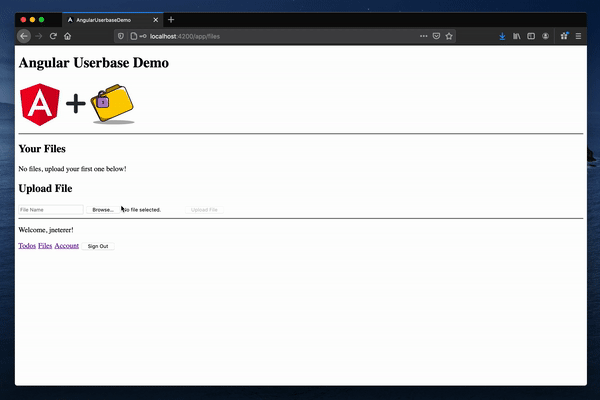 AngularUserbaseDemo
localhost:4200/app/files
Angular Userbase Demo
A
Your Files
No files, upload your first one below!
Upload File
File Name Browse... No file selected. Upload File
Welcome, jneterer!
Todos Files Account Sign Out